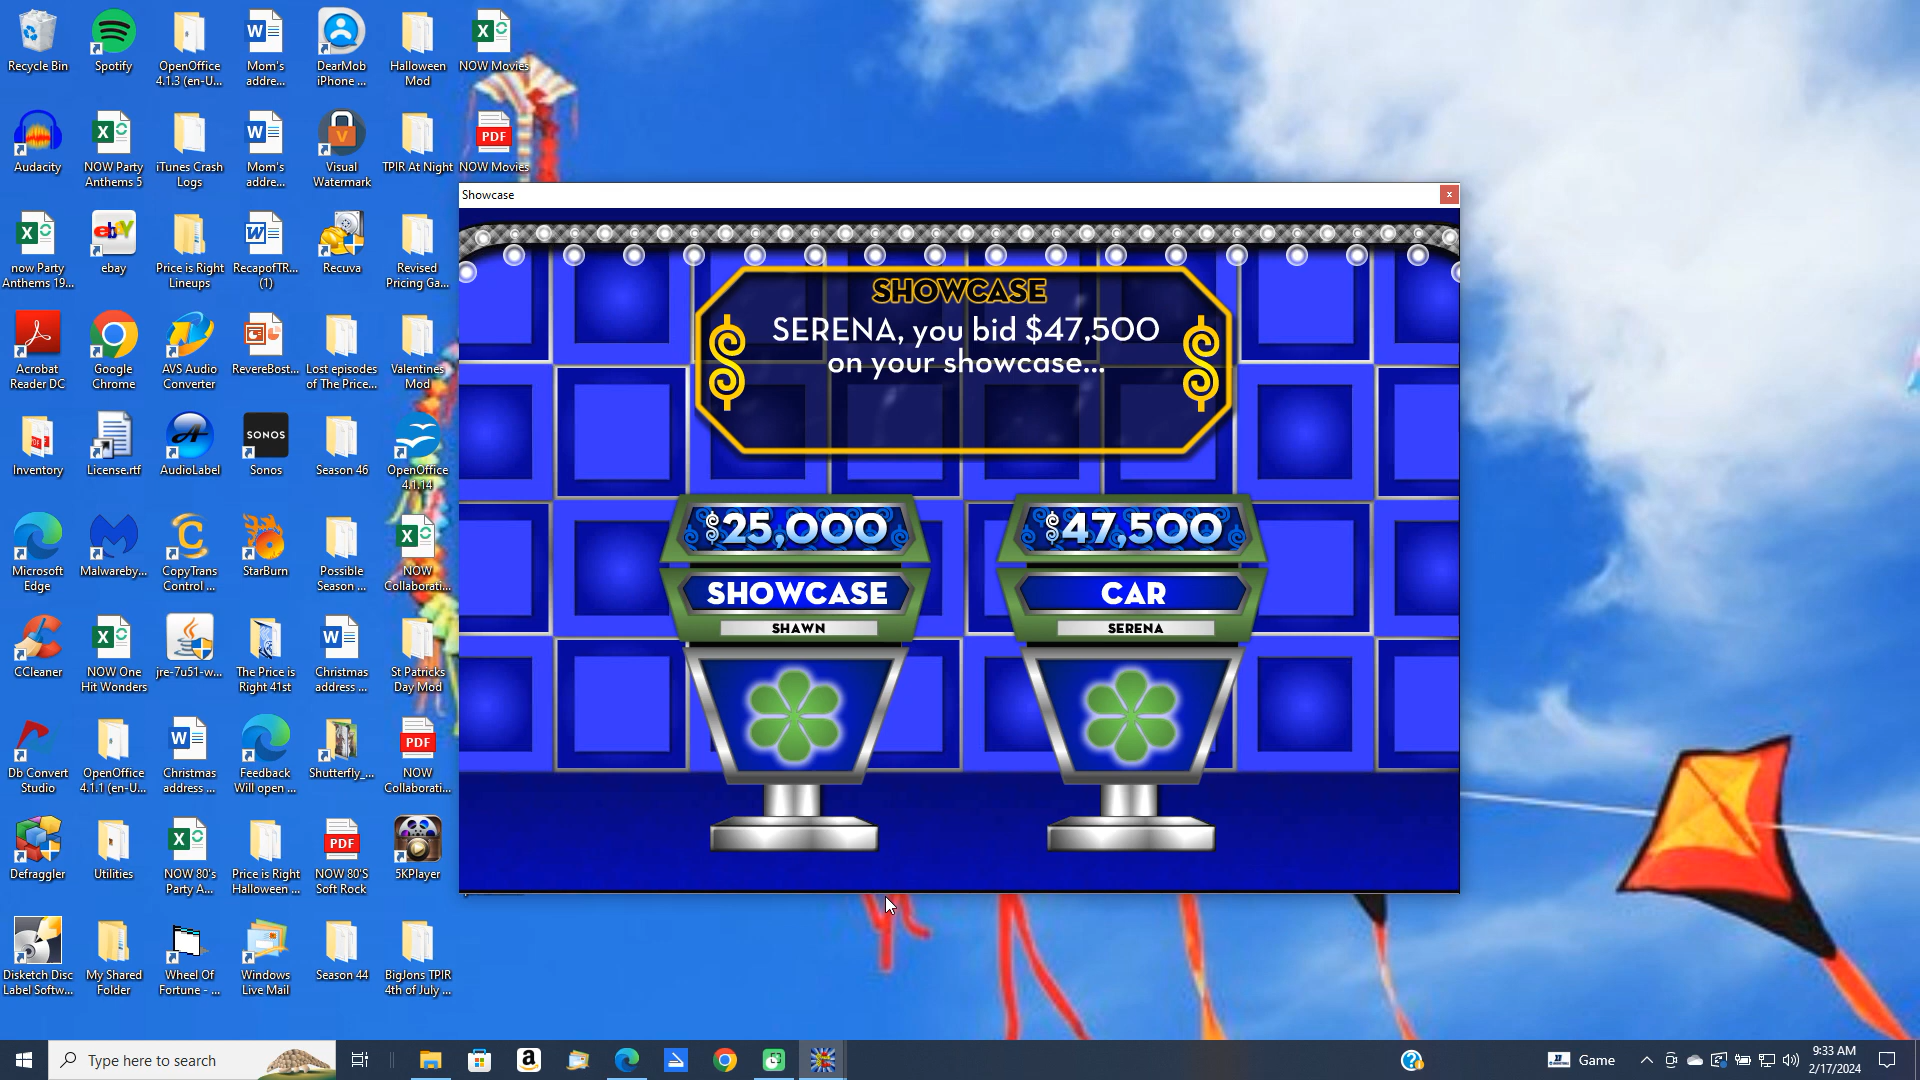 Recycle Bin
Spotify
OpenOffice
4.1.3 (en-U...
Mom's
addre...
DearMob
iPhone ...
Halloween
Mod
NOW Movies
Audacity
NOW Party
Anthems 5
iTunes Crash
Logs
Mom's
addre...
Visual
Watermark
TPIR At Night
PDF
NOW Movies
now Party
Anthems 19...
ebay
ebay
Price is Right
Lineups
RecapofTR...
(1)
Recuva
Revised
Pricing Ga...
Acrobat
Reader DC
Google
Chrome
AVS Audio
Converter
RevereBost...
Lost episodes
of The Price...
Valentines
Mod
Inventory
License.rtf
AudioLabel
SONOS
Sonos
Season 46
OpenOffice
4.1.14
Microsoft
Edge
Malwareby...
CopyTrans
Control ...
StarBurn
Possible
Season ...
NOW
Collaborati...
CCleaner
NOW One
Hit Wonders
jre-7u51-w...
The Price is
Right 41st
Christmas
address ...
St Patricks
Day Mod
Db Convert
Studio
OpenOffice
4.1.1 (en-U...
Christmas
address ...
Feedback
Will open ...
Shutterfly_...
PDF
NOW
Collaborati...
Defraggler
Utilities
NOW 80's
Party A...
Price is Right
Halloween ...
PDF
NOW 80'S
Soft Rock
5KPlayer
Disketch Disc
Label Softw...
My Shared
Folder
Wheel Of
Fortune - ...
Windows
Live Mail
Season 44
BigJons TPIR
4th of July ...
Showcase
SHOWCASE
SERENA, you bid $47,500
on your showcase...
$25,000
SHOWCASE
SHAWN
$47,500
CAR
SERENA
Type here to search
Game
9:33 AM
2/17/2024